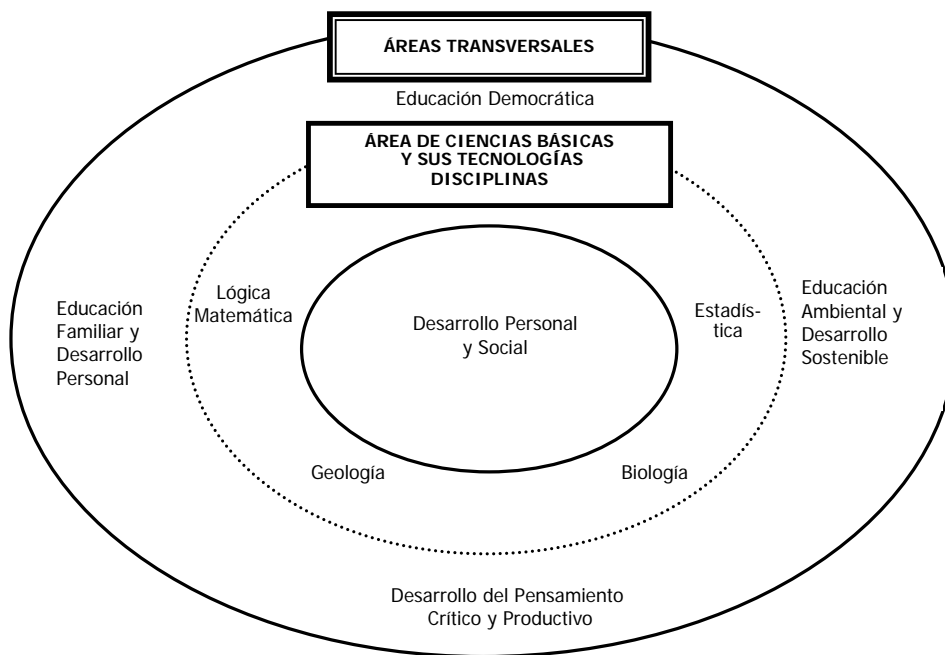 ÁREAS TRANSVERSALES
Educación Democrática
ÁREA DE CIENCIAS BÁSICAS
Y SUS TECNOLOGÍAS
DISCIPLINAS
Educación
Familiar y
Desarrollo
Personal
Lógica
Matemática
Desarrollo Personal
y Social
Estadís-
tica
Educación
Ambiental y
Desarrollo
Sostenible
Geología
Biología
Desarrollo del Pensamiento
Crítico y Productivo